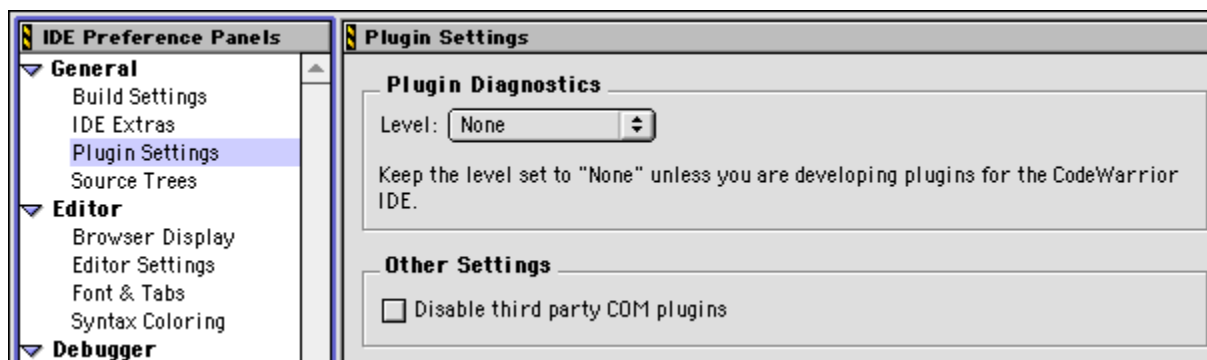 IDE Preference Panels
General
Build Settings
IDE Extras
Plugin Settings
Source Trees
Editor
Browser Display
Editor Settings
Font & Tabs
Syntax Coloring
Debugger
Plugin Settings
Plugin Diagnostics
Level: None
Keep the level set to "None" unless you are developing plugins for the CodeWarrior
IDE.
Other Settings
Disable third party COM plugins